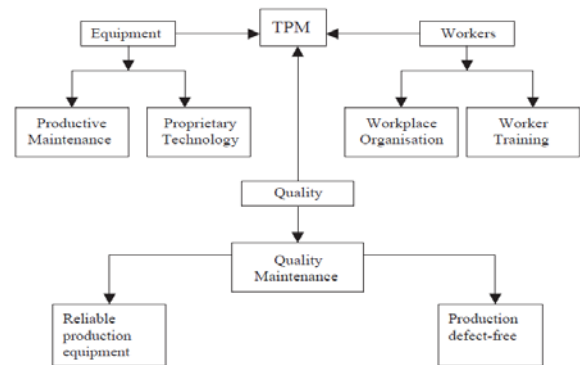 Equipment
TPM
Workers
Productive
Maintenance
Proprietary
Technology
Workplace
Organisation
Worker
Training
Quality
Quality
Maintenance
Reliable
production
equipment
Production
defect-free